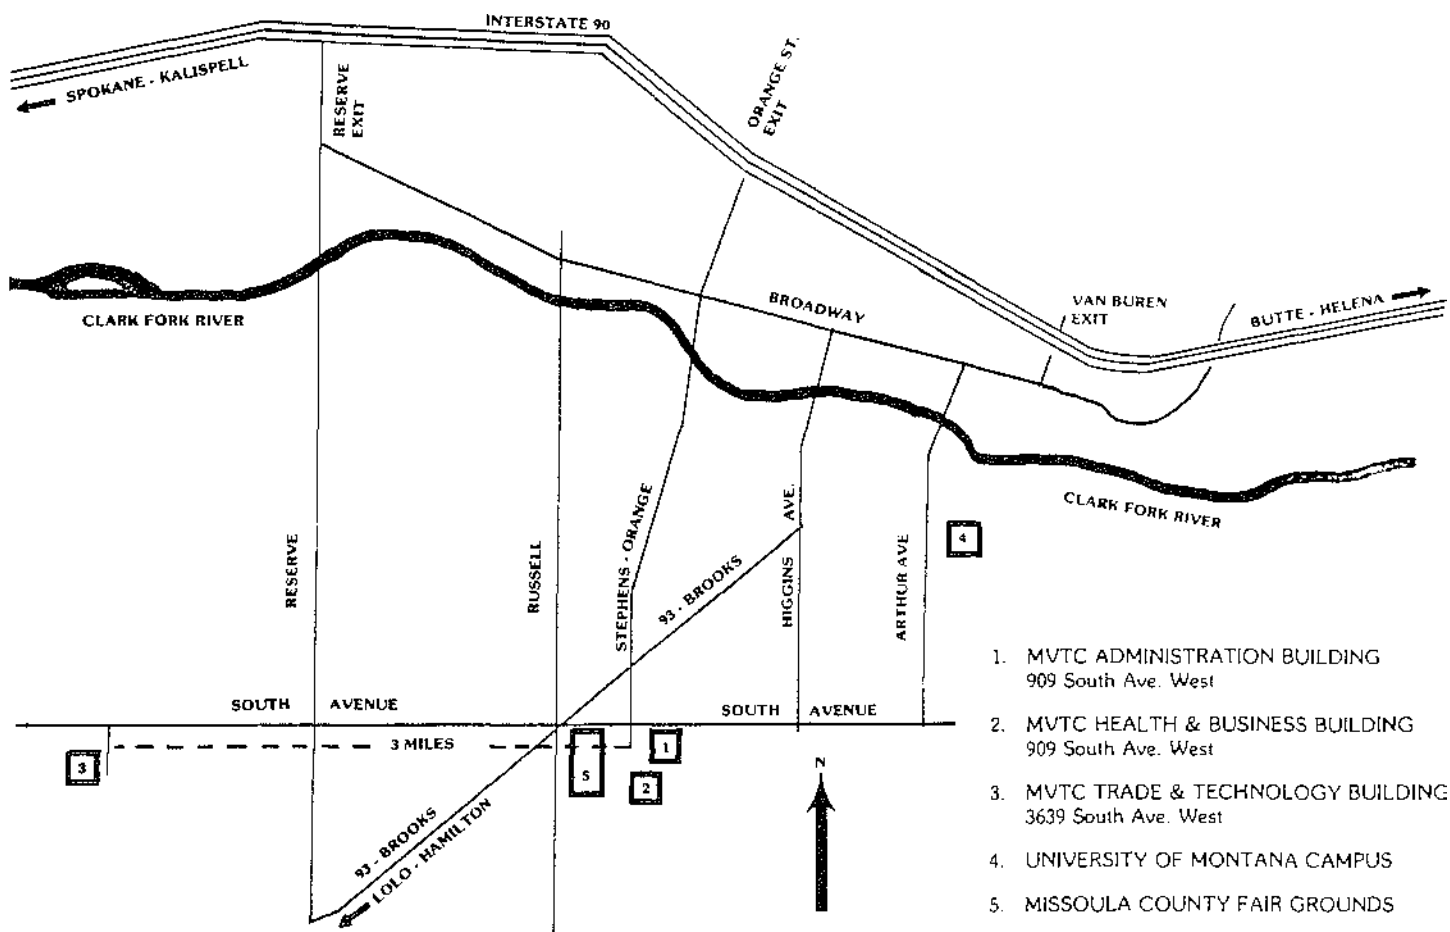 INTERSTATE 90
SPOKANE - KALISPELL
RESERVE
EXIT
ORANGE ST.
EXIT
CLARK FORK RIVER
BROADWAY
VAN BUREN
EXIT
BUTTE - HELENA
CLARK FORK RIVER
RESERVE
RUSSELL
STEPHENS - ORANGE
93 - BROOKS
HIGGINS AVE.
ARTHUR AVE
4
SOUTH AVENUE
SOUTH AVENUE
3 MILES
3
5
1
2
93 - BROOKS
LOLO - HAMILTON
N
1. MVTC ADMINISTRATION BUILDING
909 South Ave. West
2. MVTC HEALTH & BUSINESS BUILDING
909 South Ave. West
3. MVTC TRADE & TECHNOLOGY BUILDING
3639 South Ave. West
4. UNIVERSITY OF MONTANA CAMPUS
5. MISSOULA COUNTY FAIR GROUNDS